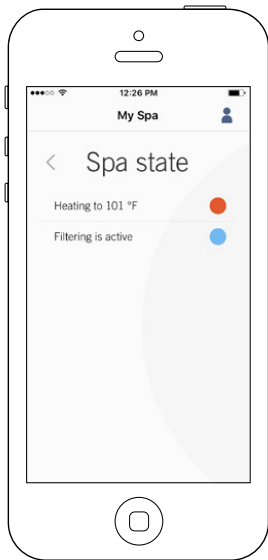 12:26 PM
My Spa
Spa state
Heating to 101 °F
Filtering is active